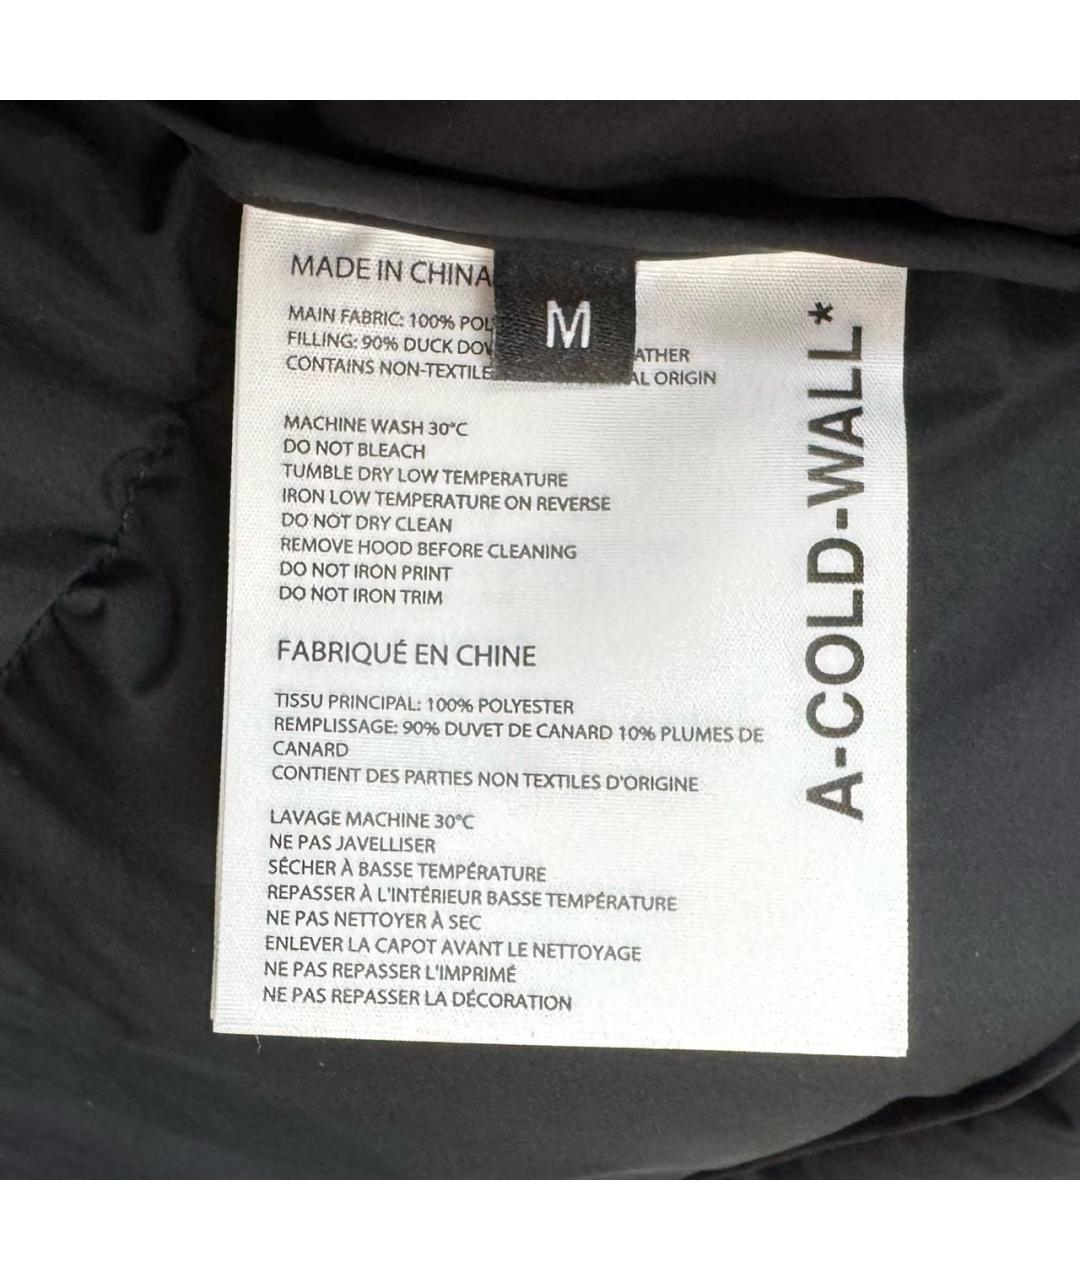 MADE IN CHINA
M
MAIN FABRIC: 100%
FILLING: 90% DUCK
CONTAINS NON-TEXTILE
ORIGIN
MACHINE WASH 30°C
DO NOT BLEACH
TUMBLE DRY LOW TEMPERATURE
IRON LOW TEMPERATURE ON REVERSE
DO NOT DRY CLEAN
REMOVE HOOD BEFORE CLEANING
DO NOT IRON PRINT
DO NOT IRON TRIM
FABRIQUÉ EN CHINE
TISSU PRINCIPAL: 100% POLYESTER
REMPLISSAGE: 90% DUVET DE CANARD 10% PLUMES DE
CANARD
CONTIENT DES PARTIES NON TEXTILES D'ORIGINE
LAVAGE MACHINE 30°C
NE PAS JAVELLISER
SÉCHER À BASSE TEMPÉRATURE
REPASSER À L'INTÉRIEUR BASSE TEMPÉRATURE
NE PAS NETTOYER À SEC
ENLEVER LA CAPOT AVANT LE NETTOYAGE
NE PAS REPASSER L'IMPRIMÉ
NE PAS REPASSER LA DÉCORATION
A-COLD-WALL*